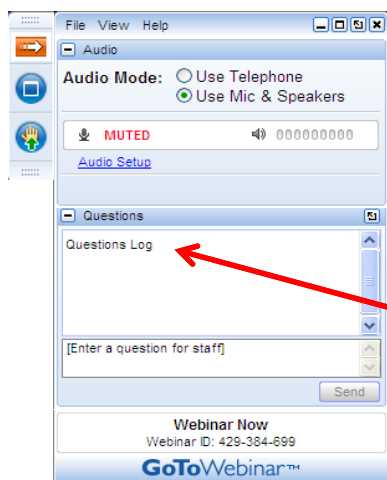 File View Help
Audio
Audio Mode: Use Telephone
Use Mic & Speakers
MUTED 000000000
Audio Setup
Questions
Questions Log
[Enter a question for staff]
Send
Webinar Now
Webinar ID: 429-384-699
GoToWebinar™